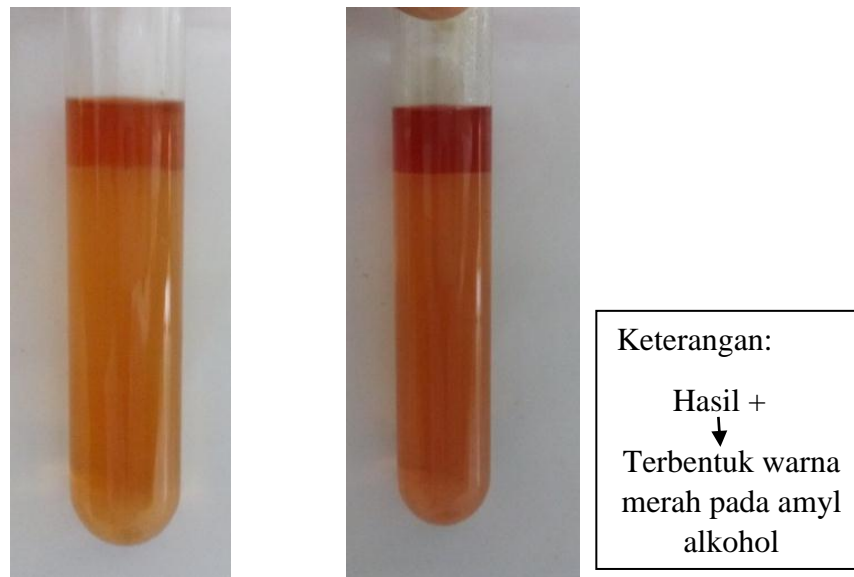 Keterangan:
Hasil +
Terbentuk warna
merah pada amyl
alkohol